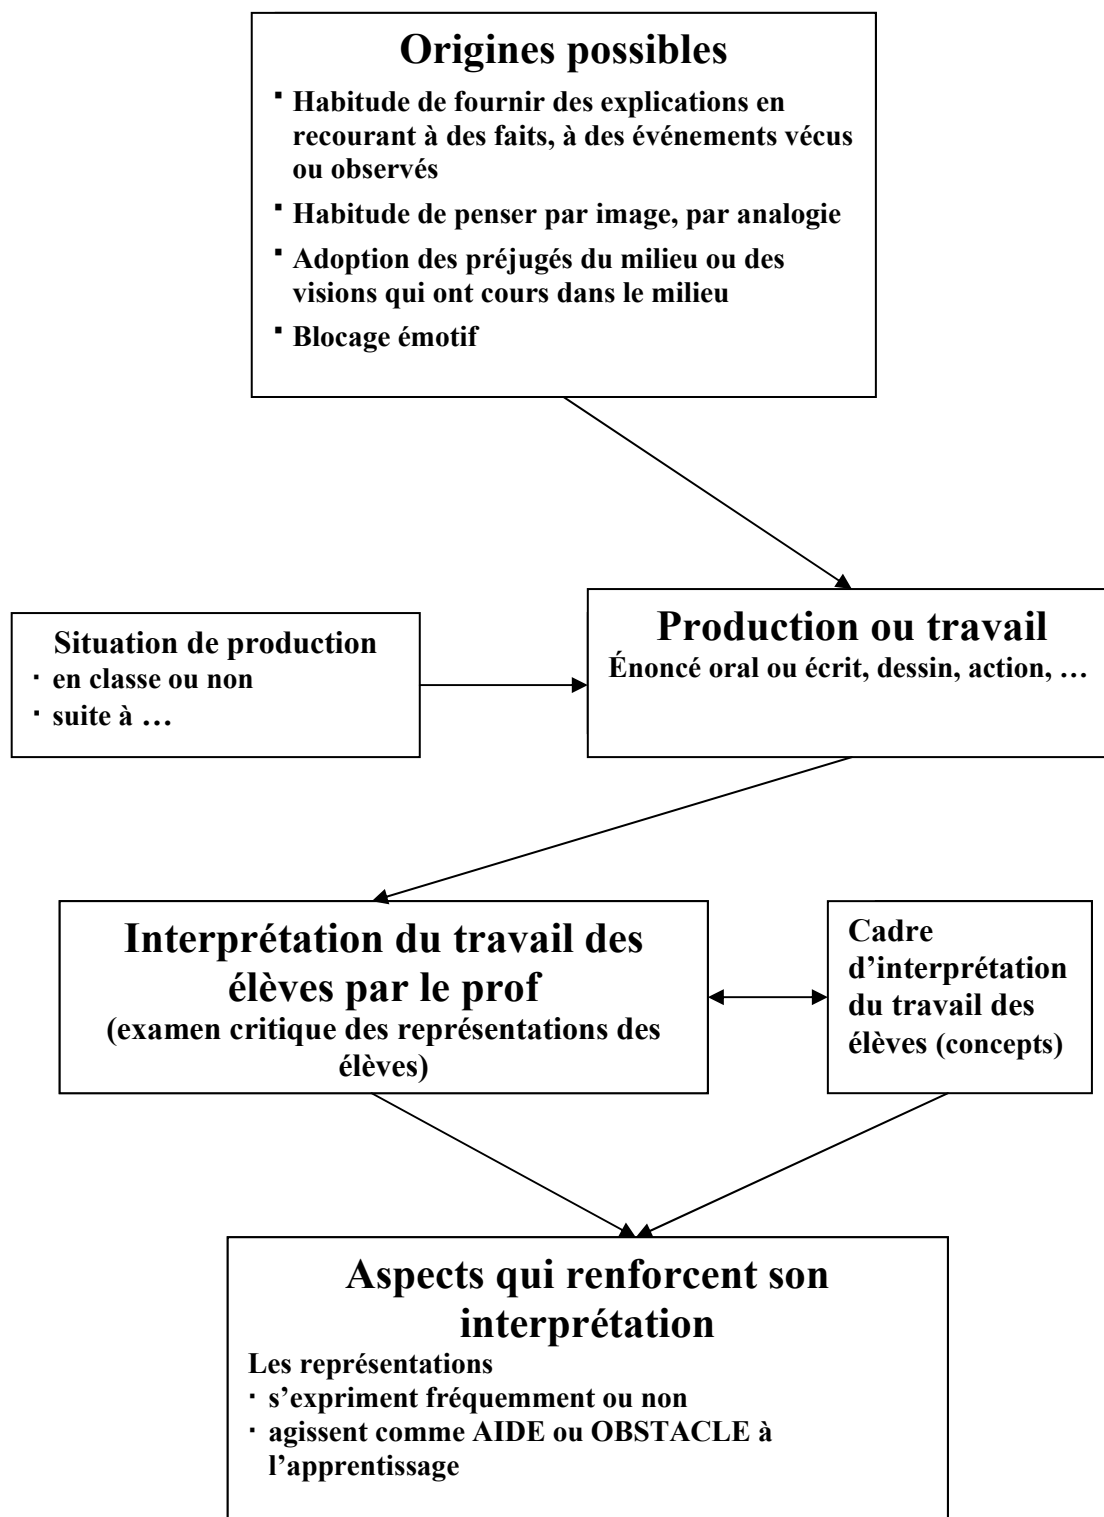 Origines possibles
▪ Habitude de fournir des explications en
recourant à des faits, à des événements vécus
ou observés
▪ Habitude de penser par image, par analogie
▪ Adoption des préjugés du milieu ou des
visions qui ont cours dans le milieu
▪ Blocage émotif
Situation de production
▪ en classe ou non
▪ suite à …
Production ou travail
Énoncé oral ou écrit, dessin, action, …
Interprétation du travail des
élèves par le prof
(examen critique des représentations des
élèves)
Cadre
d’interprétation
du travail des
élèves (concepts)
Aspects qui renforcent son
interprétation
Les représentations
▪ s’expriment fréquemment ou non
▪ agissent comme AIDE ou OBSTACLE à
l’apprentissage